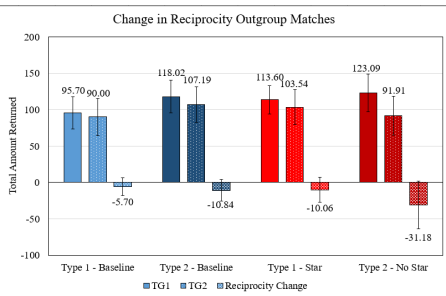 Change in Reciprocity Outgroup Matches
Total Amount Returned
200
150
100
50
0
-50
-100
95.70
90.00
-5.70
118.02
107.19
-10.84
113.60
103.54
-10.06
123.09
91.91
-31.18
Type 1 - Baseline
Type 2 - Baseline
Type 1 - Star
Type 2 - No Star
TG1
TG2
Reciprocity Change